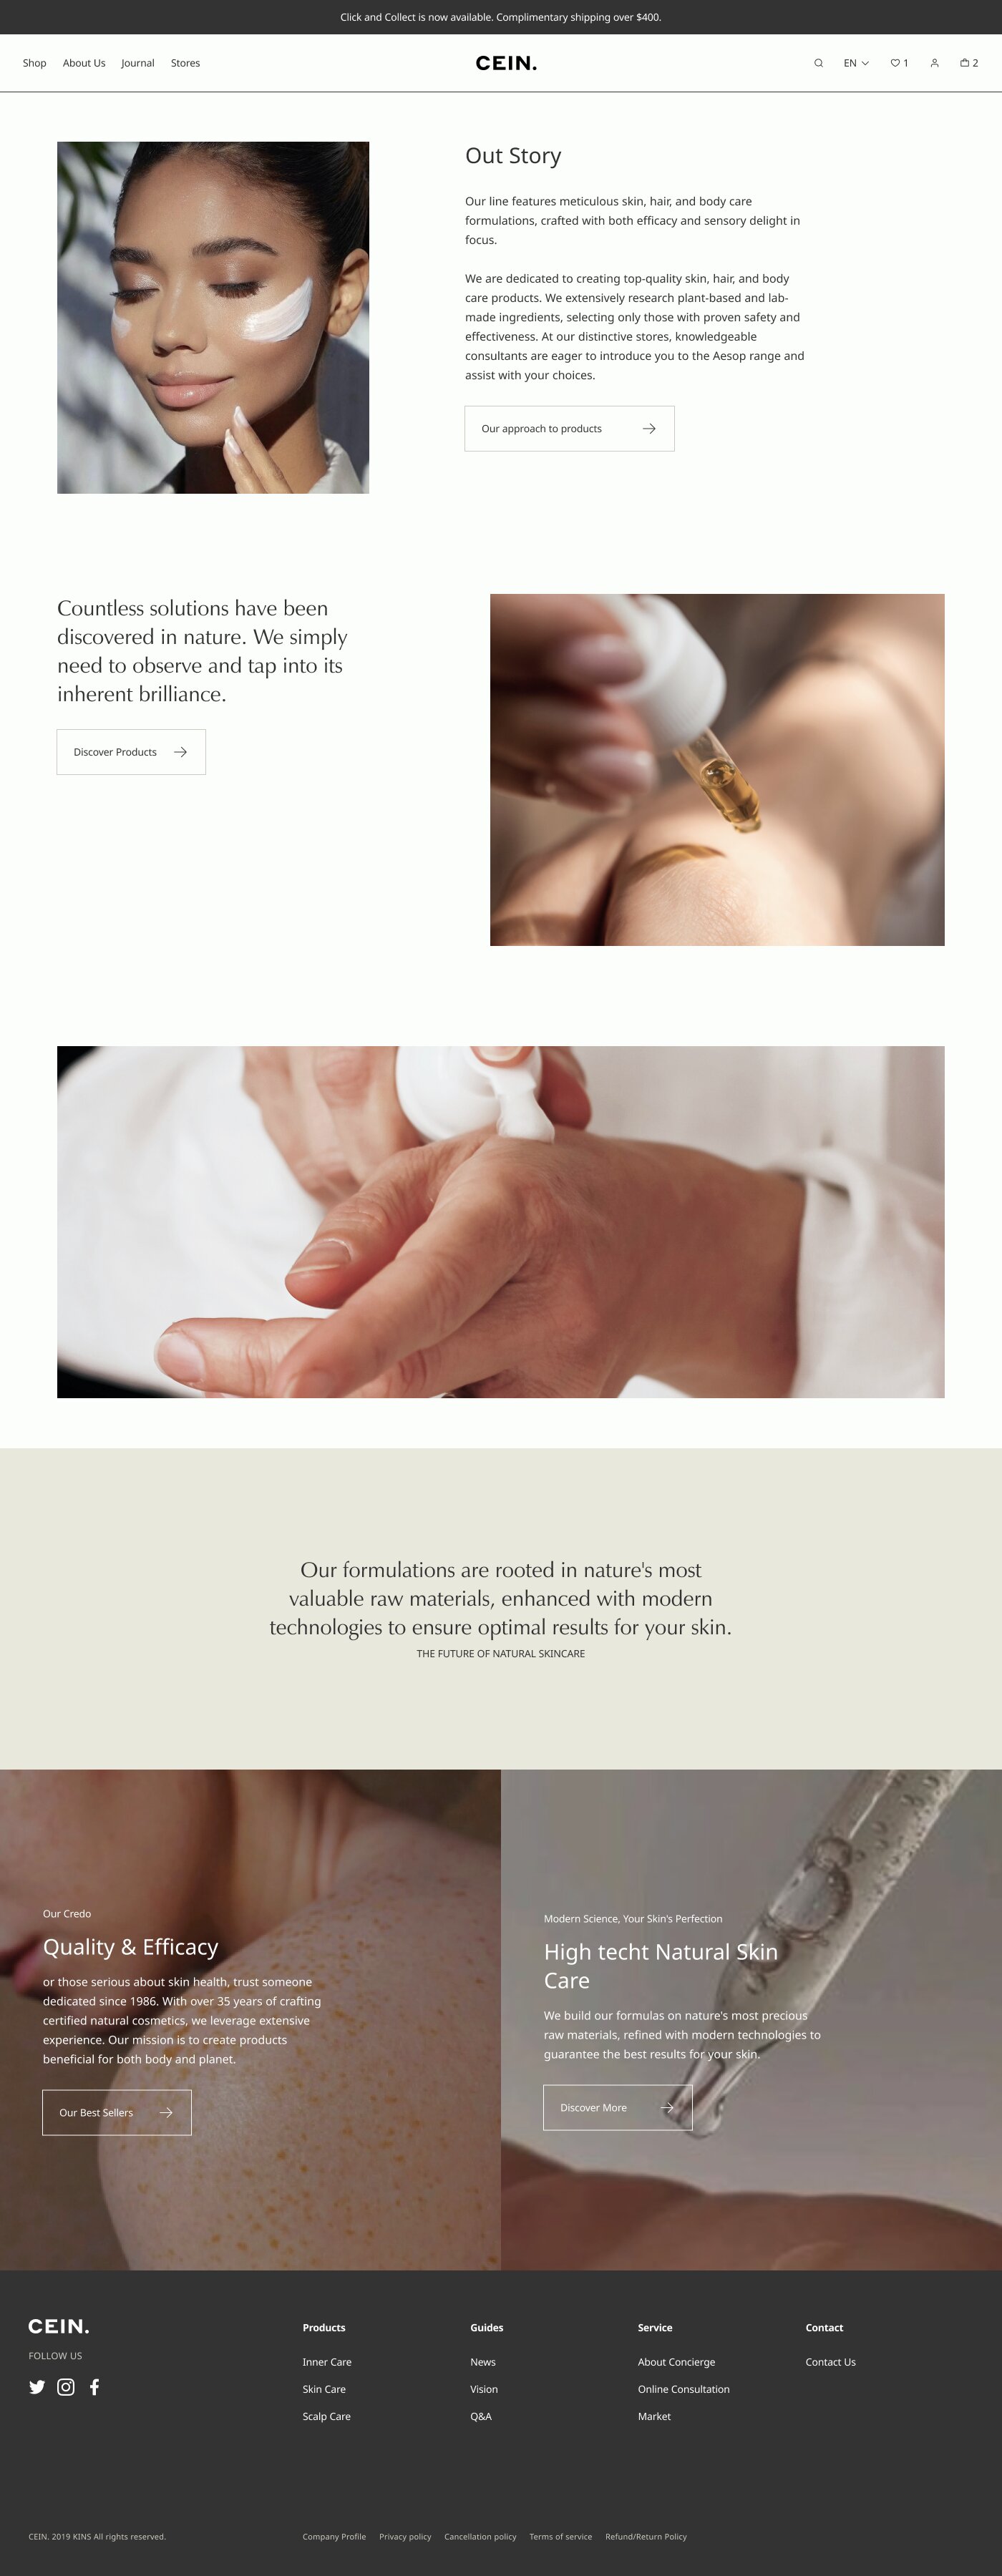 Click and Collect is now available. Complimentary shipping over $400.
Shop About Us Journal Stores
CEIN.
EN 1 2
Out Story
Our line features meticulous skin, hair, and body care
formulations, crafted with both efficacy and sensory delight in
focus.
We are dedicated to creating top-quality skin, hair, and body
care products. We extensively research plant-based and lab-
made ingredients, selecting only those with proven safety and
effectiveness. At our distinctive stores, knowledgeable
consultants are eager to introduce you to the Aesop range and
assist with your choices.
Our approach to products
Countless solutions have been
discovered in nature. We simply
need to observe and tap into its
inherent brilliance.
Discover Products
Our formulations are rooted in nature's most
valuable raw materials, enhanced with modern
technologies to ensure optimal results for your skin.
THE FUTURE OF NATURAL SKINCARE
Our Credo
Quality & Efficacy
or those serious about skin health, trust someone
dedicated since 1986. With over 35 years of crafting
certified natural cosmetics, we leverage extensive
experience. Our mission is to create products
beneficial for both body and planet.
Our Best Sellers
Modern Science, Your Skin's Perfection
High techt Natural Skin
Care
We build our formulas on nature's most precious
raw materials, refined with modern technologies to
guarantee the best results for your skin.
Discover More
CEIN.
FOLLOW US
Products
Inner Care
Skin Care
Scalp Care
Guides
News
Vision
Q&A
Service
About Concierge
Online Consultation
Market
Contact
Contact Us
CEIN. 2019 KINS All rights reserved.
Company Profile Privacy policy Cancellation policy Terms of service Refund/Return Policy